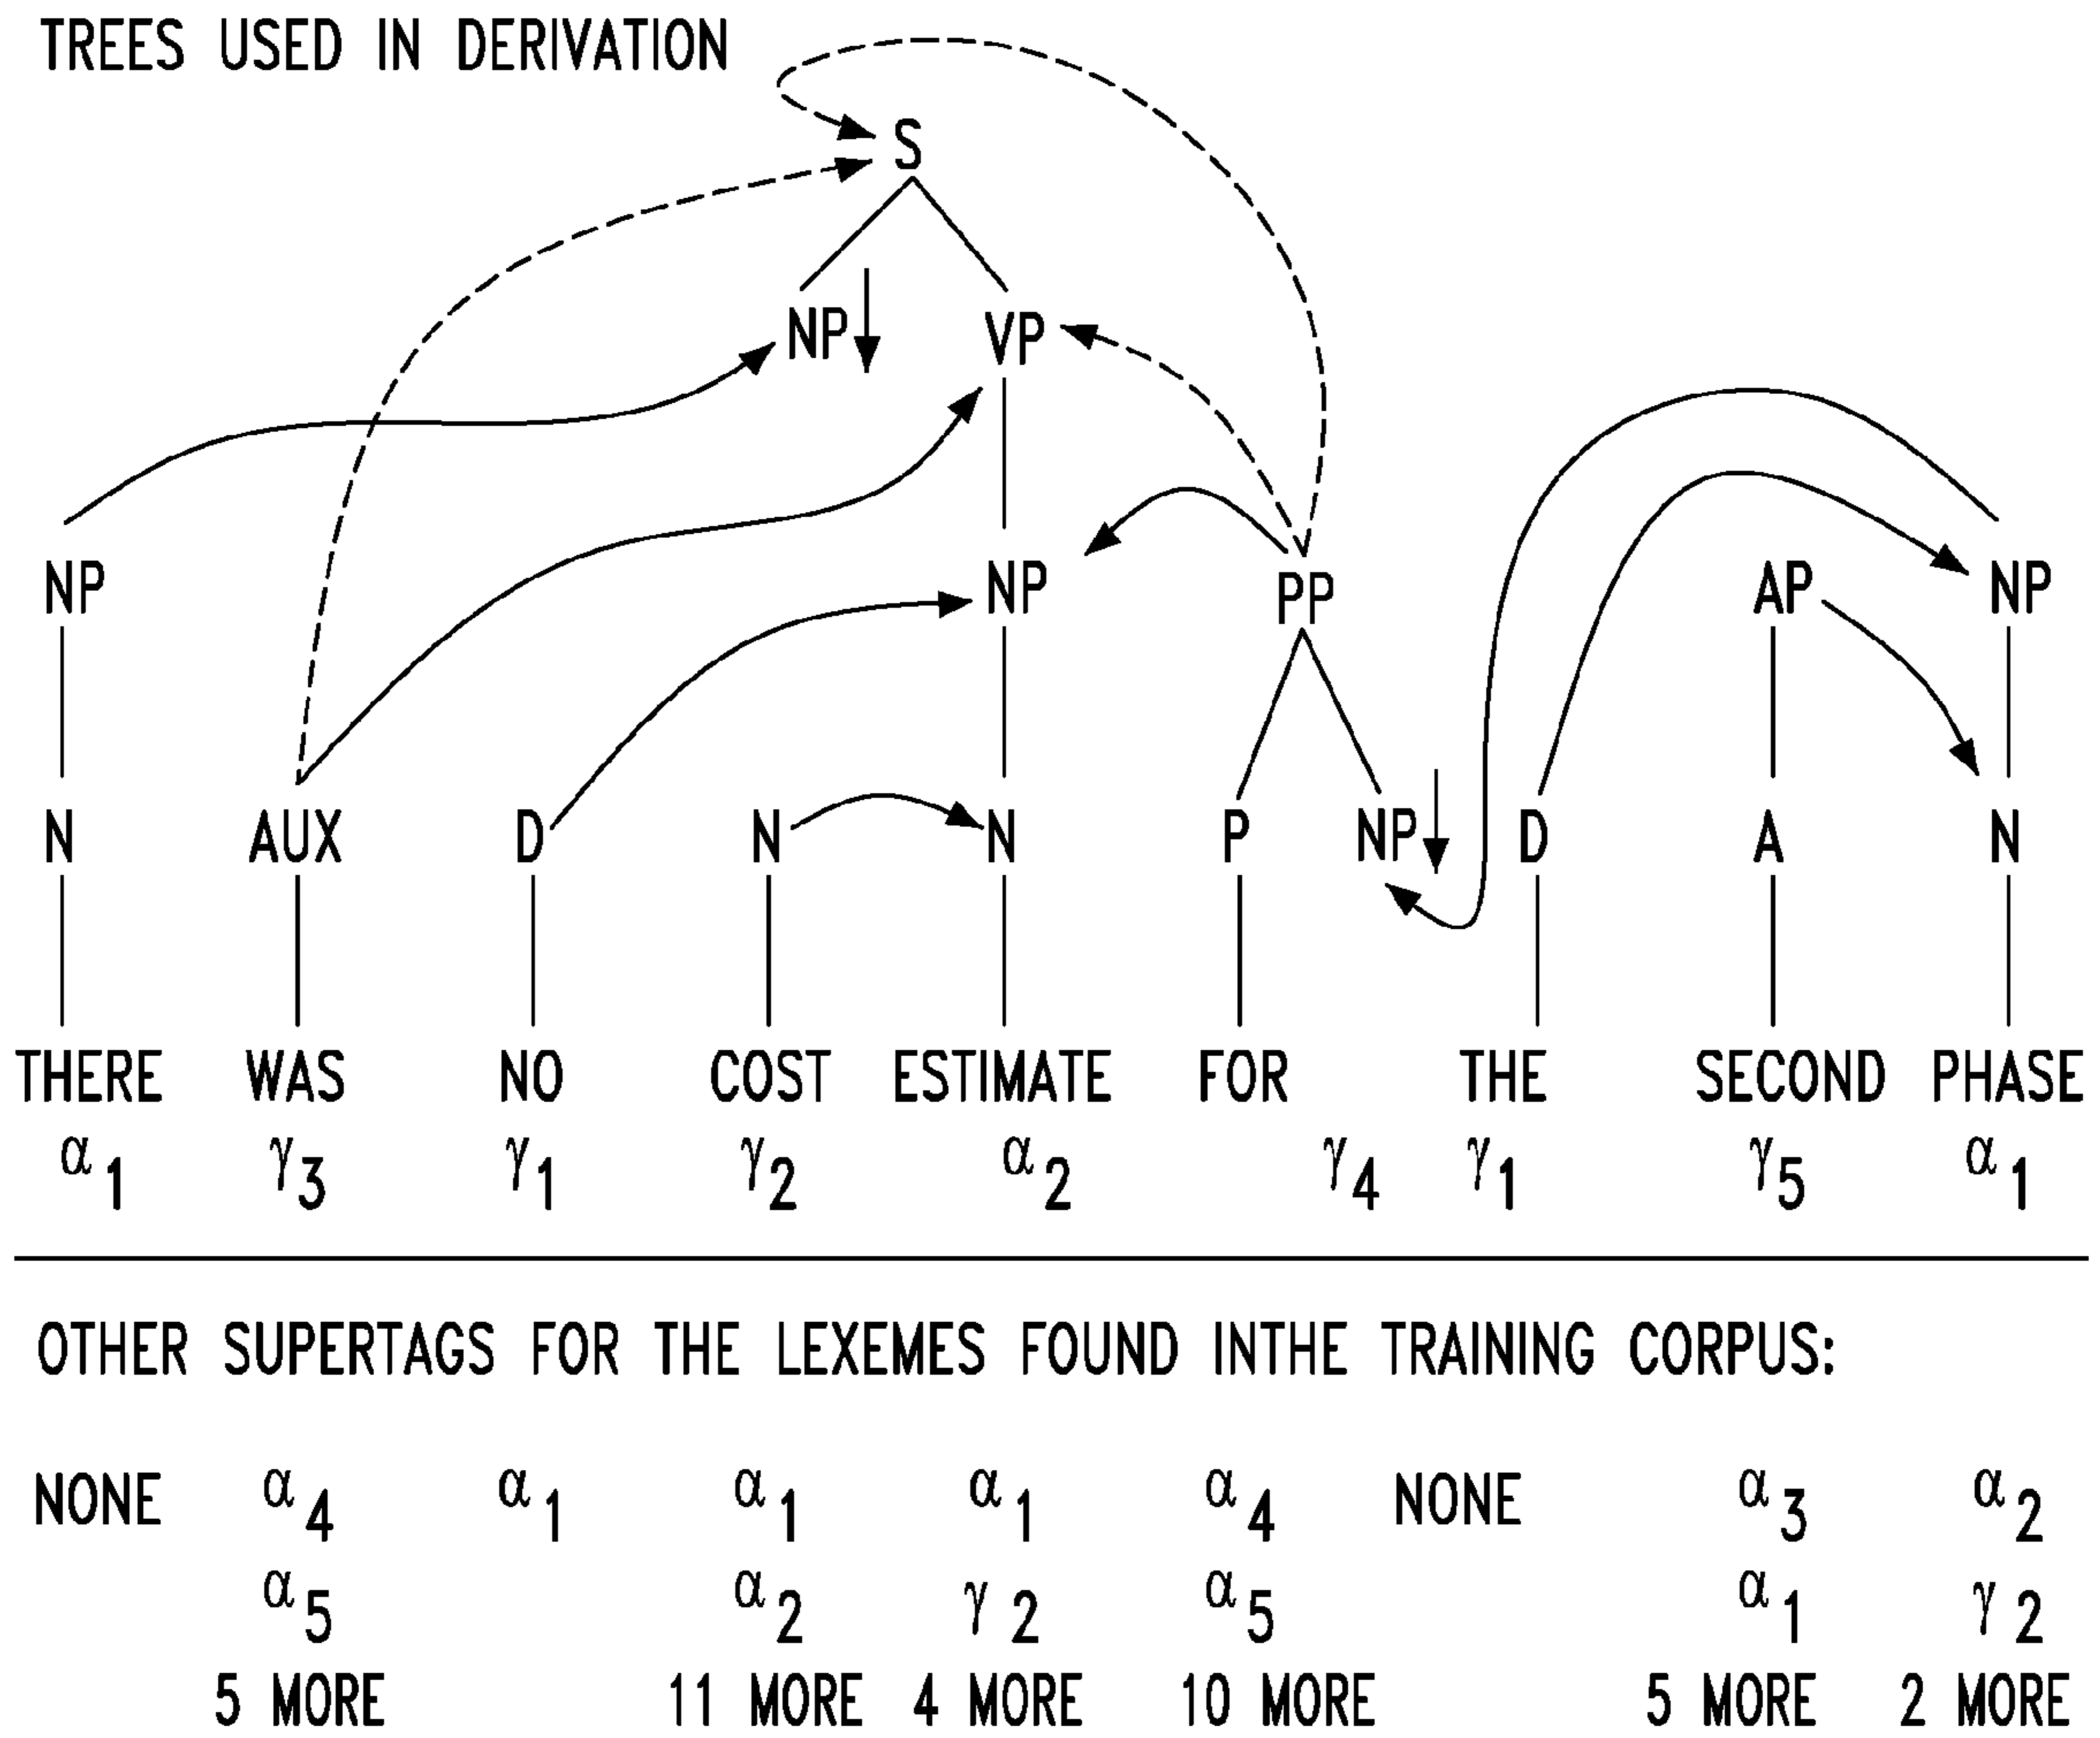 TREES USED IN DERIVATION
S
NP VP
NP NP PP AP NP
N AUX D N N P NP D A N
THERE WAS NO COST ESTIMATE FOR THE SECOND PHASE
α1 γ3 γ1 γ2 α2 γ4 γ1 γ5 α1
OTHER SUPERTAGS FOR THE LEXEMES FOUND INTHE TRAINING CORPUS:
NONE α4 α1 α1 α1 α4 NONE α3 α2
α5 α2 γ2 α5 α1 γ2
5 MORE 11 MORE 4 MORE 10 MORE 5 MORE 2 MORE